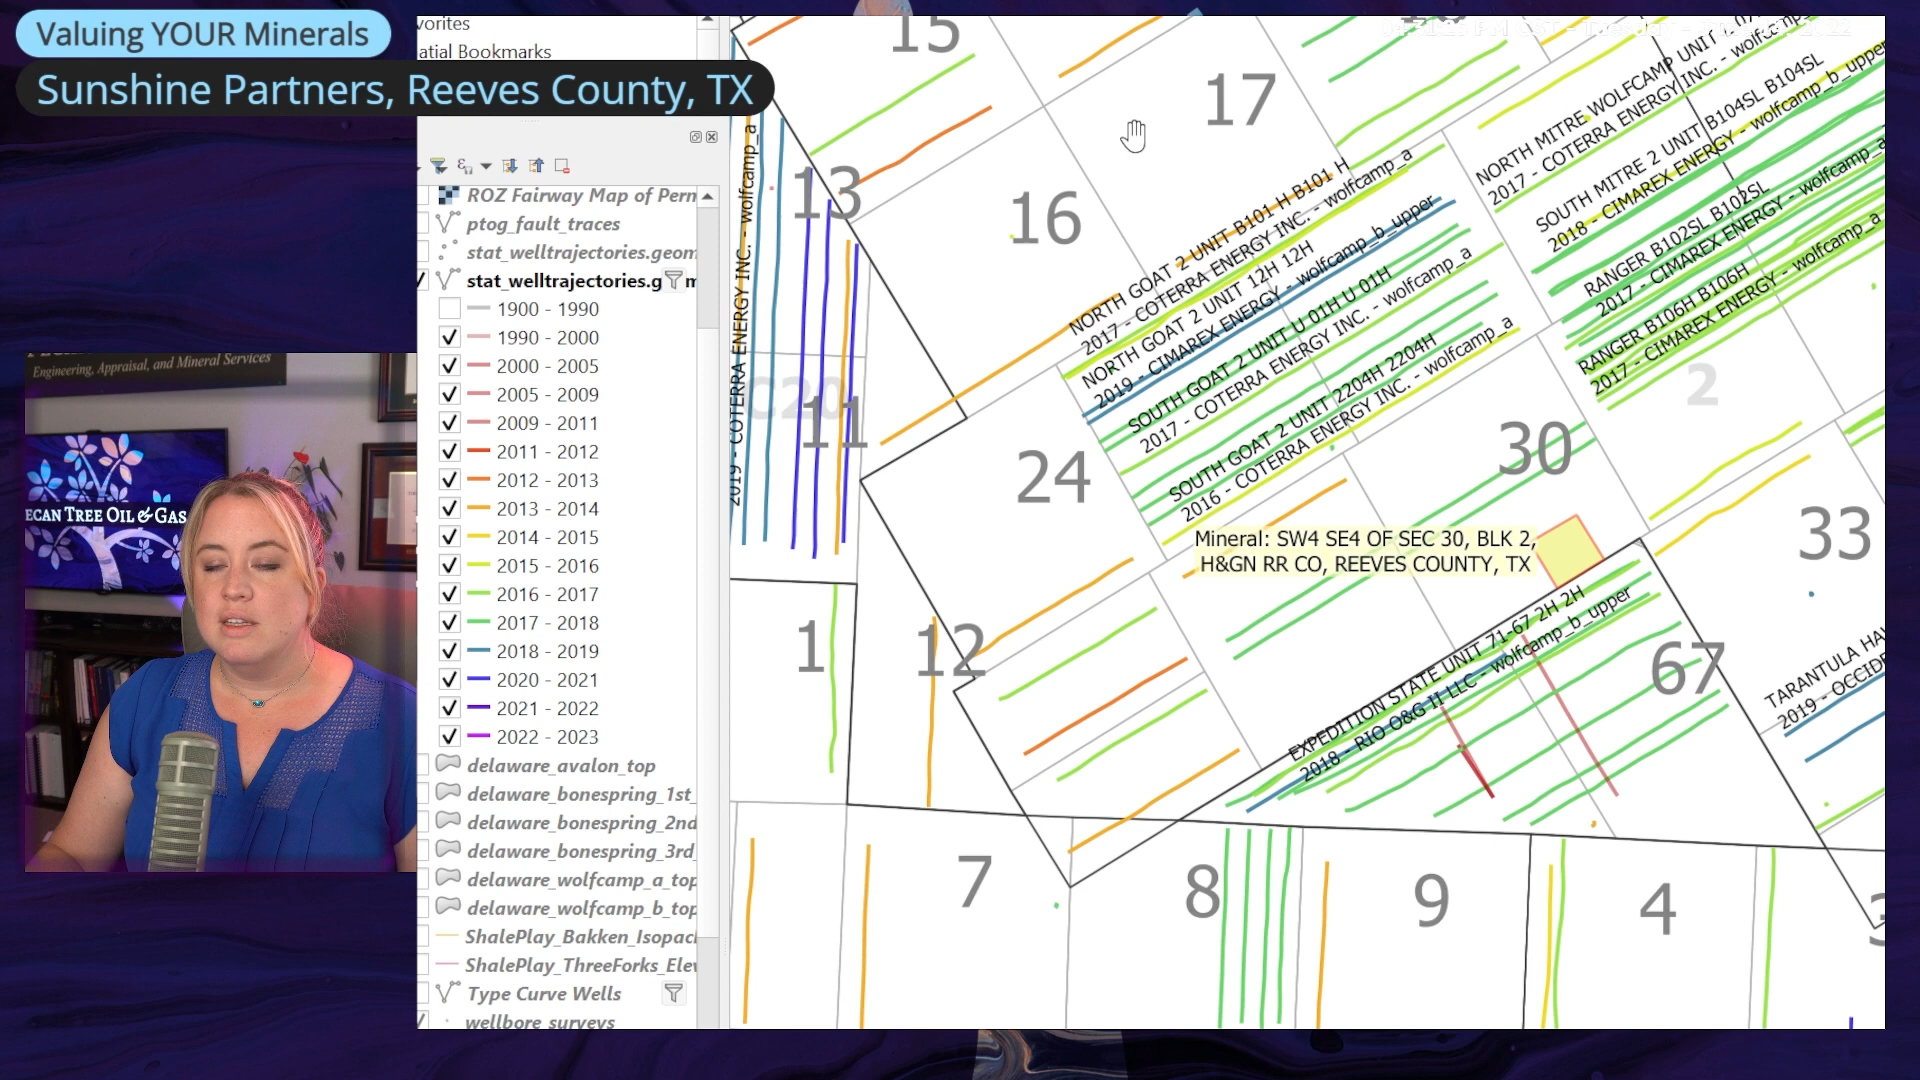 Valuing YOUR Minerals
Sunshine Partners, Reeves County, TX
vorites
atial Bookmarks
ROZ Fairway Map of Perm
ptog_fault_traces
stat_welltrajectories.geom
stat_welltrajectories.g
1900 - 1990
1990 - 2000
2000 - 2005
2005 - 2009
2009 - 2011
2011 - 2012
2012 - 2013
2013 - 2014
2014 - 2015
2015 - 2016
2016 - 2017
2017 - 2018
2018 - 2019
2020 - 2021
2021 - 2022
2022 - 2023
delaware_avalon_top
delaware_bonespring_1st_
delaware_bonespring_2nd
delaware_bonespring_3rd_
delaware_wolfcamp_a_top
delaware_wolfcamp_b_top
ShalePlay_Bakken_Isopac
ShalePlay_ThreeForks_Elev
Type Curve Wells
wellbore_surveys
Engineering, Appraisal, and Mineral Services
ECAN TREE OIL & GAS
15
17
13
16
C20
11
24
30
2
33
1
12
67
7
8
9
4
2019 - COTERRA ENERGY INC. - wolfcamp_a
NORTH GOAT 2 UNIT B101 H B101 H
2017 - COTERRA ENERGY INC. - wolfcamp_a
NORTH GOAT 2 UNIT 12H 12H
2019 - CIMAREX ENERGY - wolfcamp_b_upper
SOUTH GOAT 2 UNIT U 01H U 01H
2017 - COTERRA ENERGY INC. - wolfcamp_a
SOUTH GOAT 2 UNIT 2204H 2204H
2016 - COTERRA ENERGY INC. - wolfcamp_a
NORTH MITRE WOLFCAMP UNIT
2017 - COTERRA ENERGY INC. - wolfcamp
SOUTH MITRE 2 UNIT B104SL B104SL
2018 - CIMAREX ENERGY - wolfcamp_b_upper
RANGER B102SL B102SL
2017 - CIMAREX ENERGY - wolfcamp_a
RANGER B106H B106H
2017 - CIMAREX ENERGY - wolfcamp_a
Mineral: SW4 SE4 OF SEC 30, BLK 2,
H&GN RR CO, REEVES COUNTY, TX
EXPEDITION STATE UNIT 71-67 2H 2H
2018 - RIO O&G II LLC - wolfcamp_b_upper
TARANTULA HA
2019 - OCCIDE